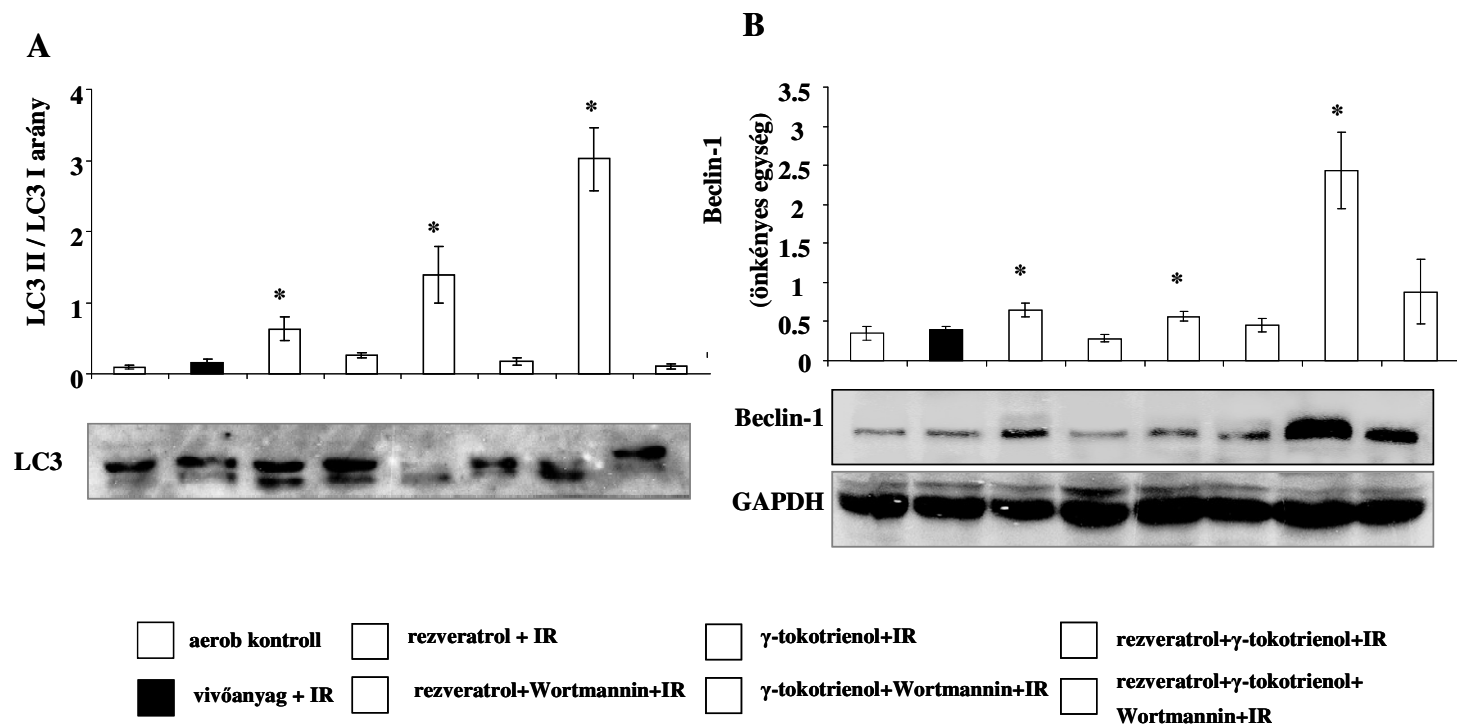 A
LC3 II / LC3 I arány
4
3
2
1
0
*
*
*
LC3
B
Beclin-1
(önkényes egység)
3.5
3
2.5
2
1.5
1
0.5
0
*
*
*
Beclin-1
GAPDH
aerob kontroll
rezveratrol + IR
γ-tokotrienol+IR
rezveratrol+γ-tokotrienol+IR
vivőanyag + IR
rezveratrol+Wortmannin+IR
γ-tokotrienol+Wortmannin+IR
rezveratrol+γ-tokotrienol+
Wortmannin+IR